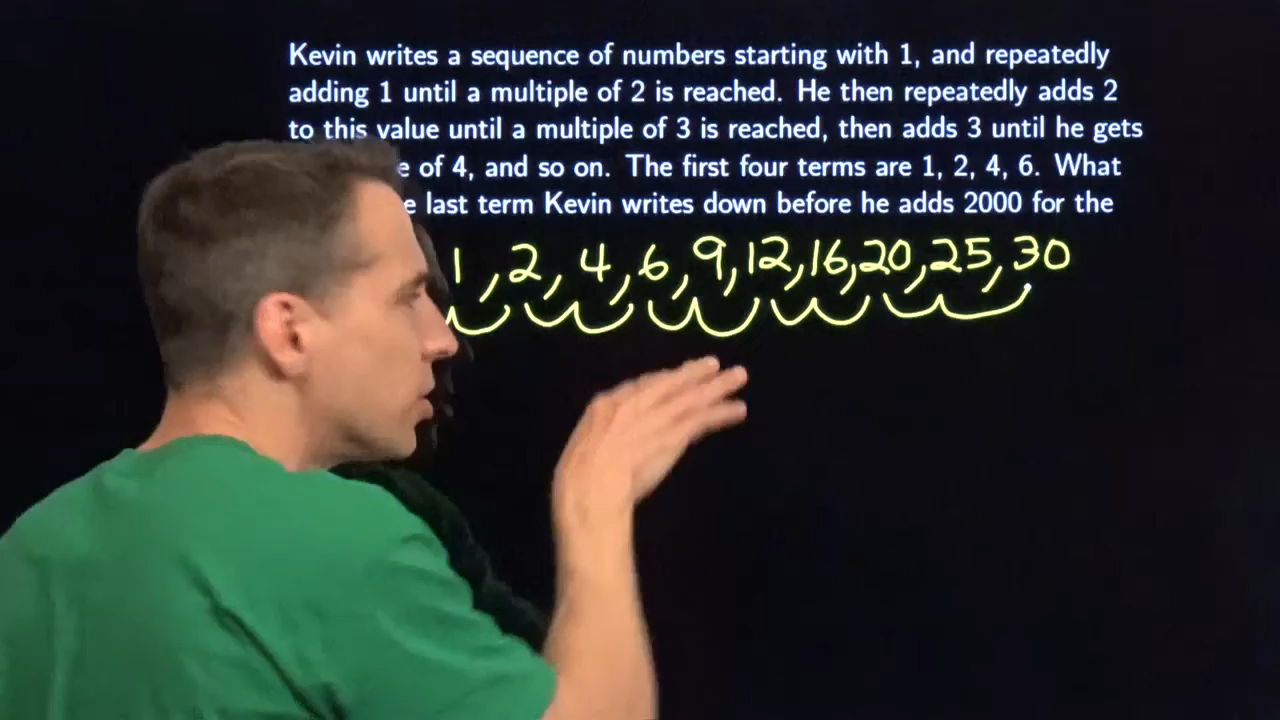 Kevin writes a sequence of numbers starting with 1, and repeatedly
adding 1 until a multiple of 2 is reached. He then repeatedly adds 2
to this value until a multiple of 3 is reached, then adds 3 until he gets
of 4, and so on. The first four terms are 1, 2, 4, 6. What
last term Kevin writes down before he adds 2000 for the
1, 2, 4, 6, 9, 12, 16, 20, 25, 30